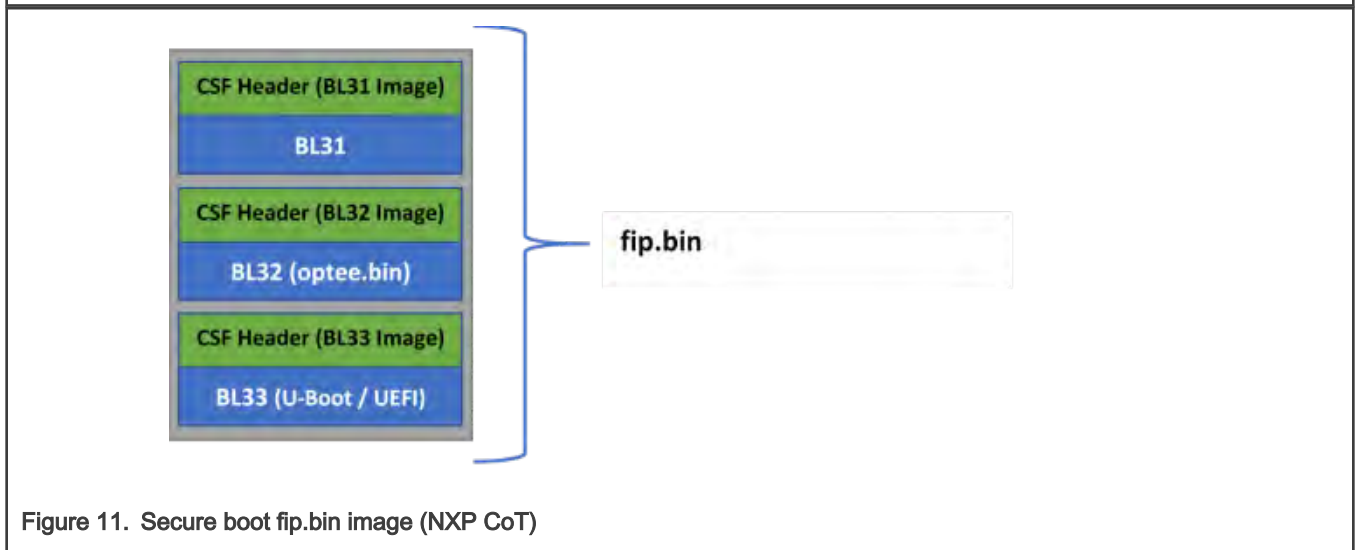 CSF Header (BL31 Image)
BL31
CSF Header (BL32 Image)
BL32 (optee.bin)
CSF Header (BL33 Image)
BL33 (U-Boot / UEFI)
fip.bin
Figure 11. Secure boot fip.bin image (NXP CoT)